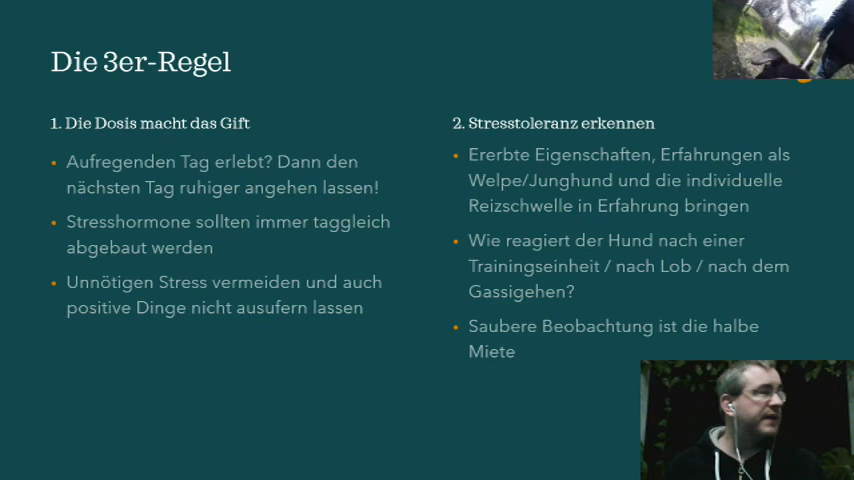 Die 3er-Regel
1. Die Dosis macht das Gift
• Aufregenden Tag erlebt? Dann den
nächsten Tag ruhiger angehen lassen!
• Stresshormone sollten immer taggleich
abgebaut werden
• Unnötigen Stress vermeiden und auch
positive Dinge nicht ausufern lassen
2. Stresstoleranz erkennen
• Ererbte Eigenschaften, Erfahrungen als
Welpe/Junghund und die individuelle
Reizschwelle in Erfahrung bringen
• Wie reagiert der Hund nach einer
Trainingseinheit / nach Lob / nach dem
Gassigehen?
• Saubere Beobachtung ist die halbe
Miete